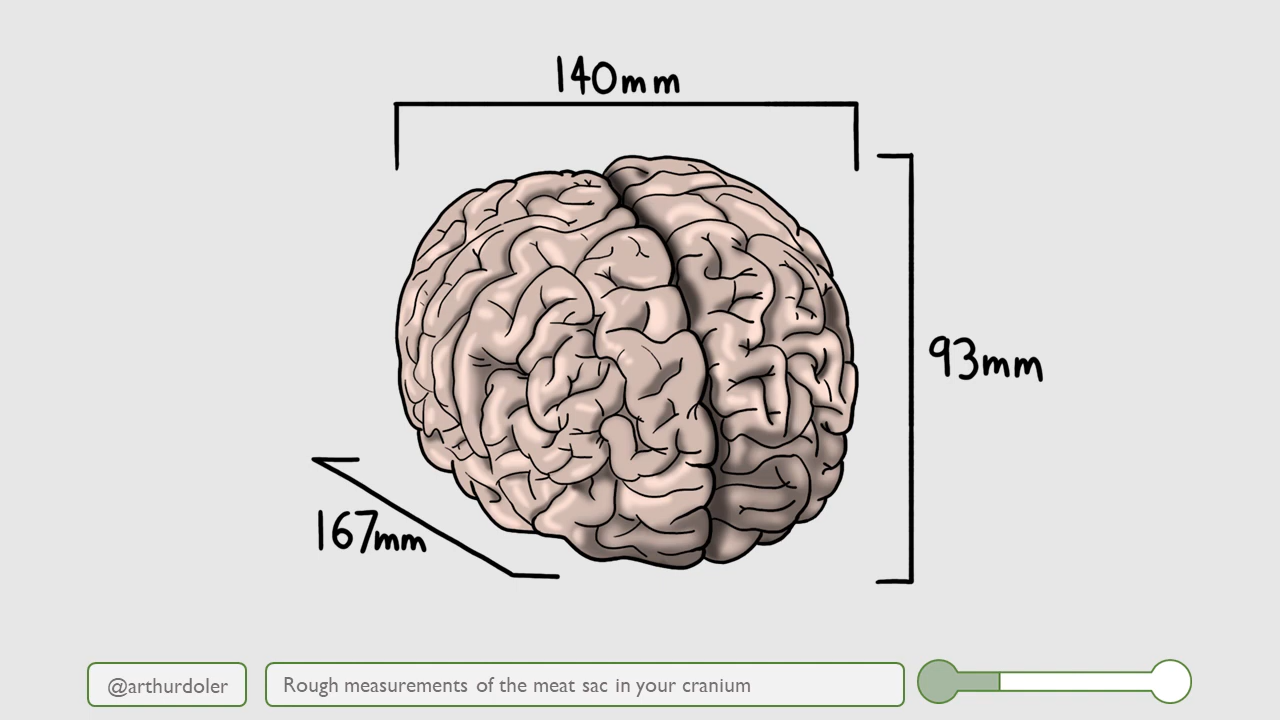 140mm
93mm
167mm
@arthurdoler
Rough measurements of the meat sac in your cranium